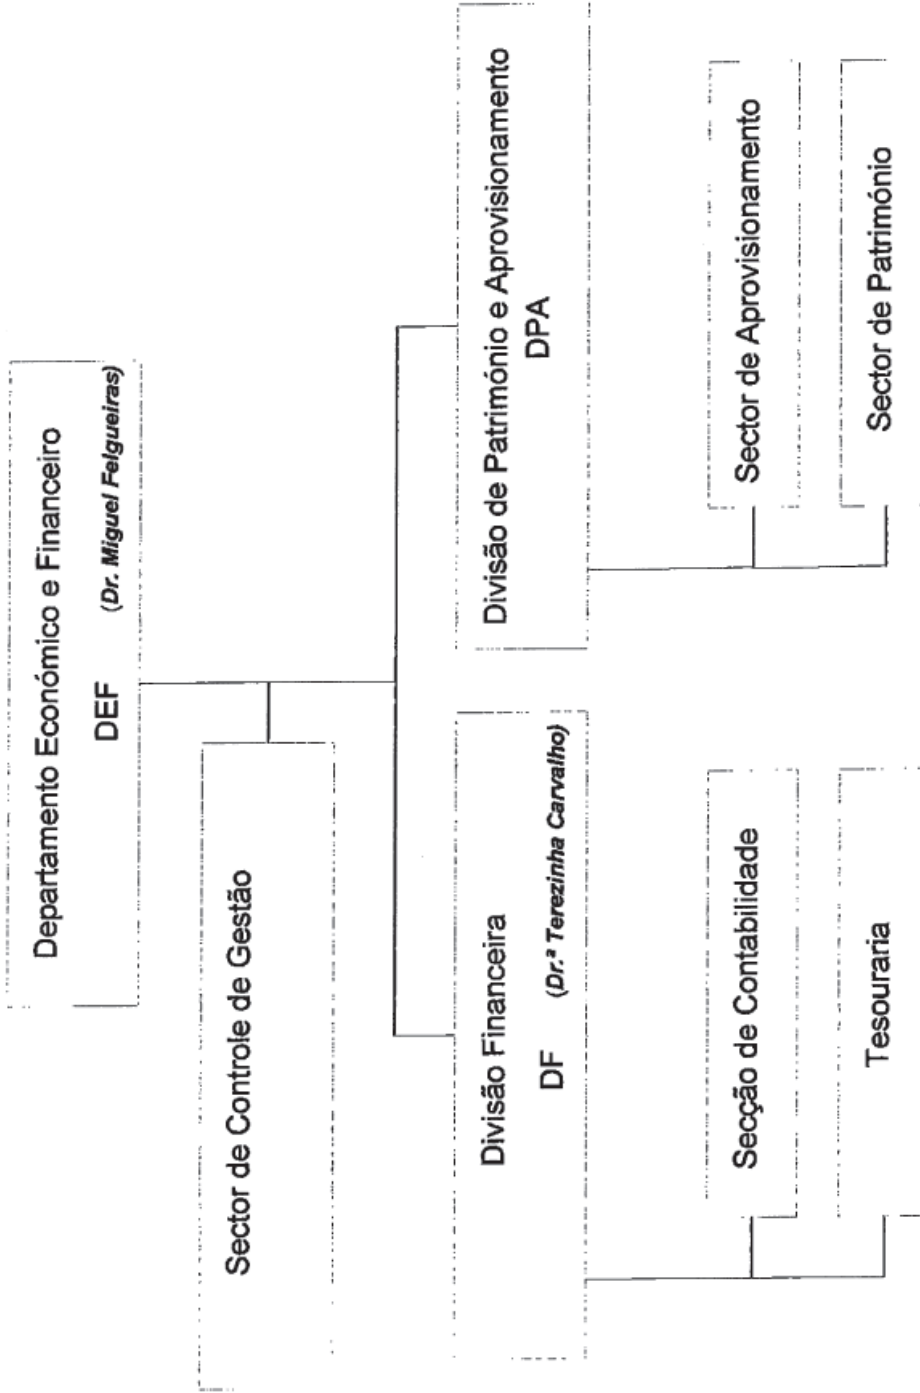 Departamento Económico e Financeiro
DEF (Dr. Miguel Felgueiras)
Sector de Controle de Gestão
Divisão Financeira
DF (Dr.ª Terezinha Carvalho)
Divisão de Património e Aprovisionamento
DPA
Secção de Contabilidade
Tesouraria
Sector de Aprovisionamento
Sector de Património